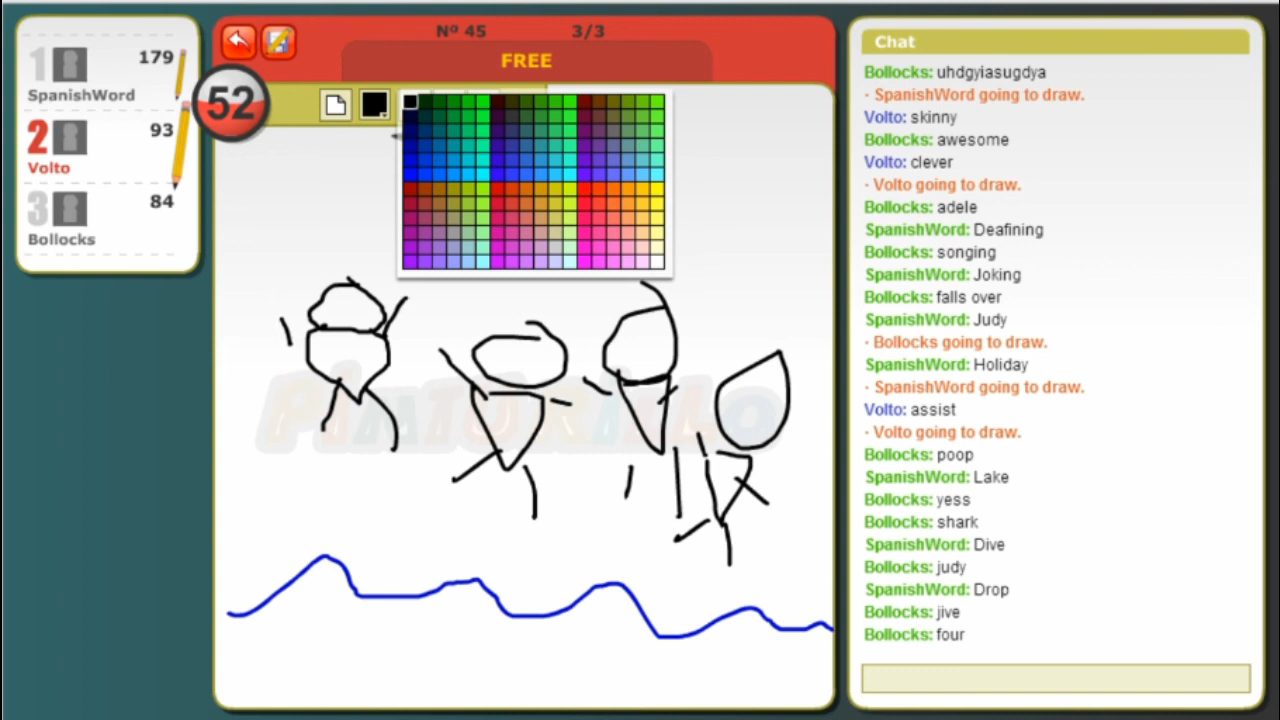 1 179
SpanishWord
2 93
Volto
3 84
Bollocks
52
Nº 45 3/3
FREE
PINTURILLO
Chat
Bollocks: uhdgyiasugdya
· SpanishWord going to draw.
Volto: skinny
Bollocks: awesome
Volto: clever
· Volto going to draw.
Bollocks: adele
SpanishWord: Deafining
Bollocks: songing
SpanishWord: Joking
Bollocks: falls over
SpanishWord: Judy
· Bollocks going to draw.
SpanishWord: Holiday
· SpanishWord going to draw.
Volto: assist
· Volto going to draw.
Bollocks: poop
SpanishWord: Lake
Bollocks: yess
Bollocks: shark
SpanishWord: Dive
Bollocks: judy
SpanishWord: Drop
Bollocks: jive
Bollocks: four